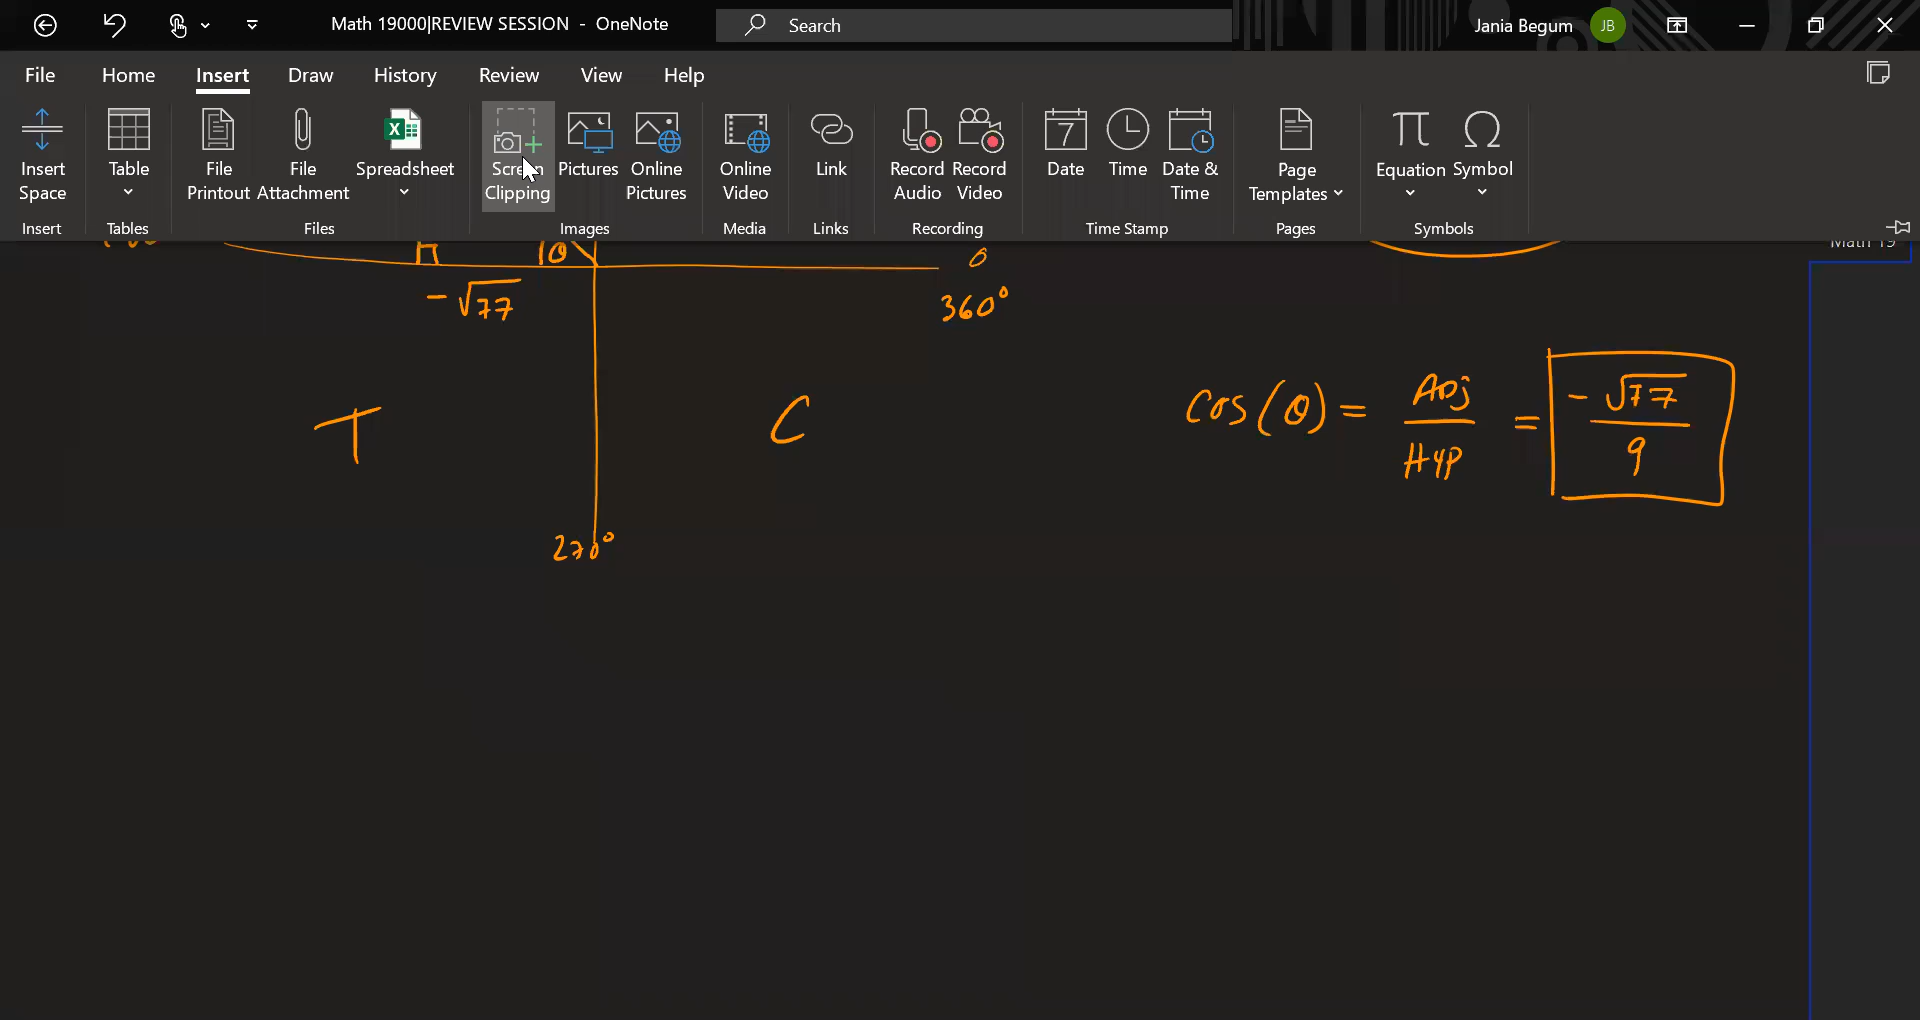 Math 19000|REVIEW SESSION - OneNote
Search
Jania Begum
JB
File Home Insert Draw History Review View Help
Insert Space
Table
File Printout
File Attachment
Spreadsheet
Screen Clipping
Pictures
Online Pictures
Online Video
Link
Record Audio
Record Video
7
Date
Time
Date & Time
Page Templates
π
Equation
Ω
Symbol
Insert Tables Files Images Media Links Recording Time Stamp Pages Symbols
Math 19
θ
0
-√77
360°
T
C
Cos(θ) = Adj/Hyp = -√77/9
270°